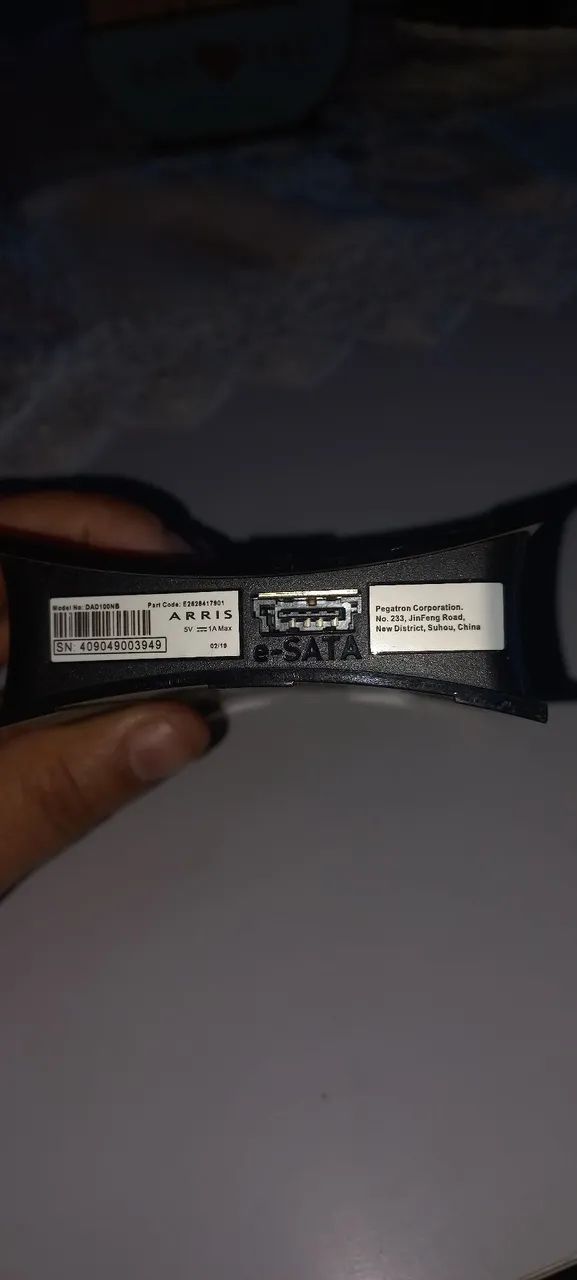 Model No: DAD100NB
Part Code: E2628417901
ARRIS
5V ⎓ 1A Max
SN: 409049003949
02/19
e-SATA
Pegatron Corporation.
No. 233, JinFeng Road,
New District, Suhou, China